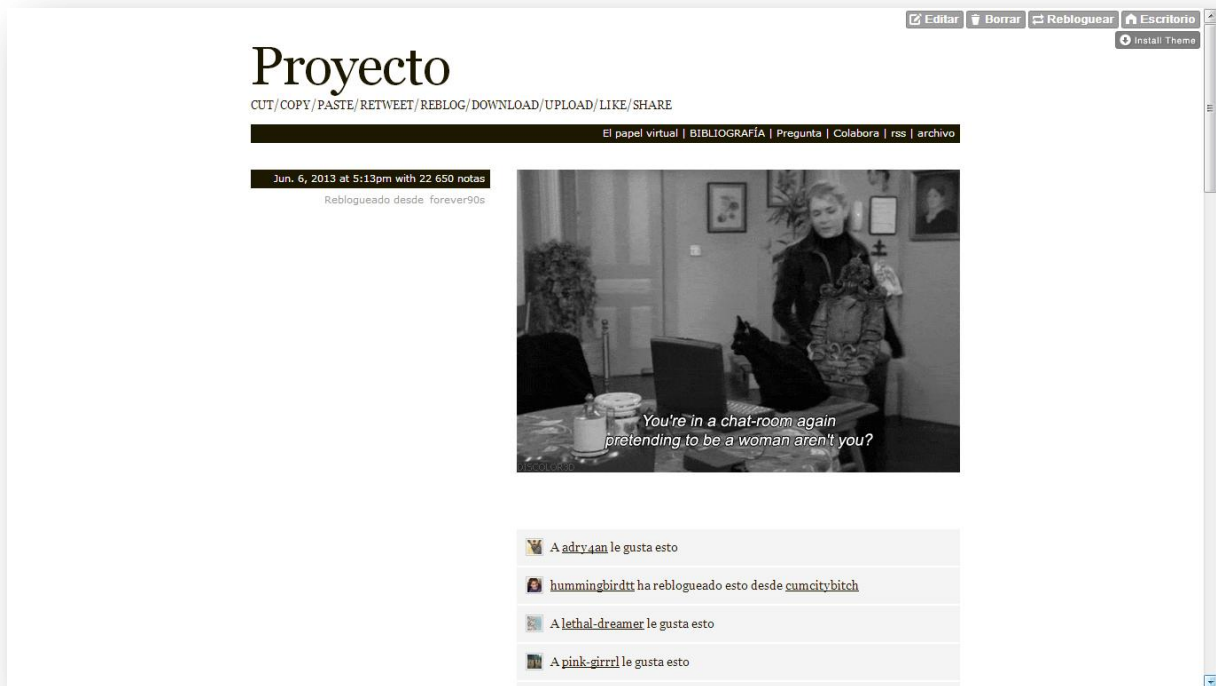 Editar Borrar Rebloguear Escritorio
Install Theme
Proyecto
CUT/COPY/PASTE/RETWEET/REBLOG/DOWNLOAD/UPLOAD/LIKE/SHARE
El papel virtual | BIBLIOGRAFÍA | Pregunta | Colabora | rss | archivo
Jun. 6, 2013 at 5:13pm with 22 650 notas
Reblogueado desde forever90s
You're in a chat-room again
pretending to be a woman aren't you?
A adry4an le gusta esto
hummingbirdtt ha reblogueado esto desde cumcitybitch
A lethal-dreamer le gusta esto
A pink-girrrl le gusta esto